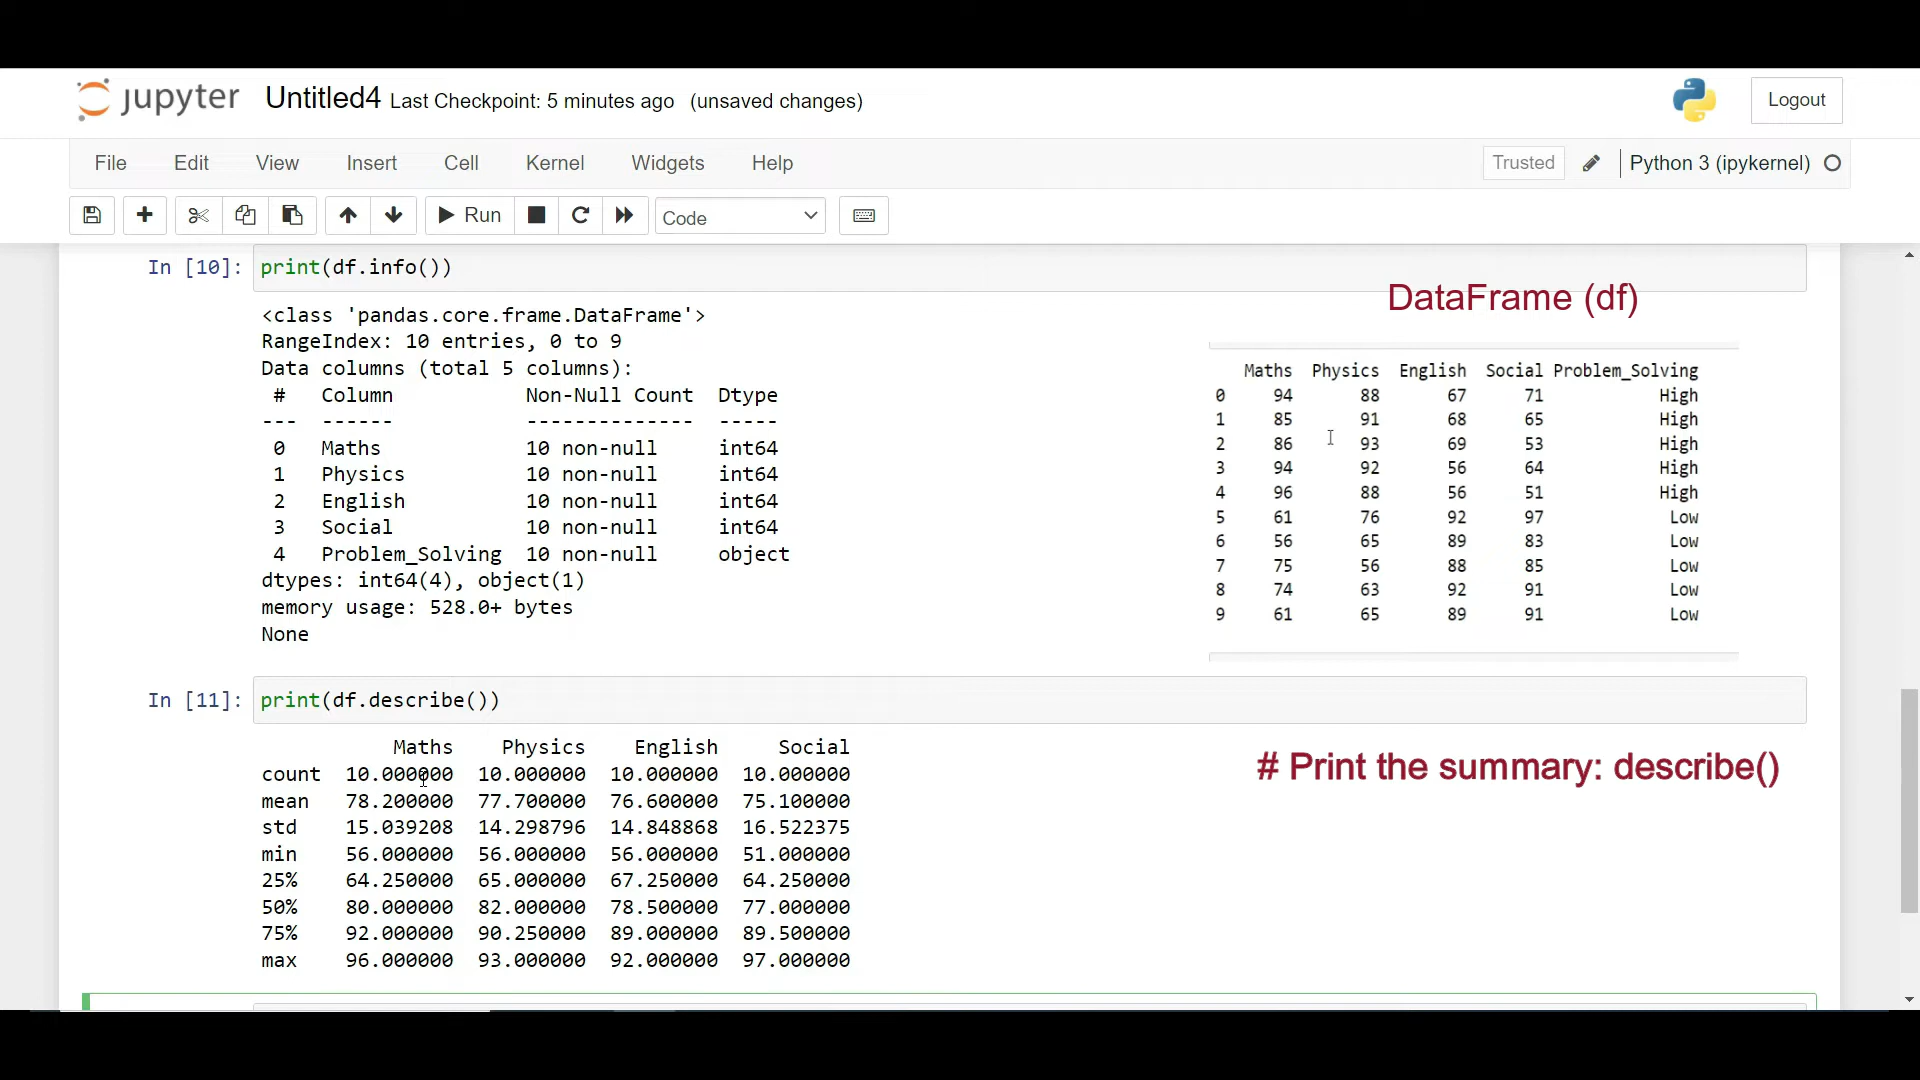 jupyter Untitled4 Last Checkpoint: 5 minutes ago (unsaved changes)
Logout
File Edit View Insert Cell Kernel Widgets Help
Trusted Python 3 (ipykernel)
Run Code
In [10]: print(df.info())
<class 'pandas.core.frame.DataFrame'>
RangeIndex: 10 entries, 0 to 9
Data columns (total 5 columns):
# Column Non-Null Count Dtype
--- ------ -------------- -----
0 Maths 10 non-null int64
1 Physics 10 non-null int64
2 English 10 non-null int64
3 Social 10 non-null int64
4 Problem_Solving 10 non-null object
dtypes: int64(4), object(1)
memory usage: 528.0+ bytes
None
DataFrame (df)
Maths Physics English Social Problem_Solving
0 94 88 67 71 High
1 85 91 68 65 High
2 86 93 69 53 High
3 94 92 56 64 High
4 96 88 56 51 High
5 61 76 92 97 Low
6 56 65 89 83 Low
7 75 56 88 85 Low
8 74 63 92 91 Low
9 61 65 89 91 Low
In [11]: print(df.describe())
Maths Physics English Social
count 10.000000 10.000000 10.000000 10.000000
mean 78.200000 77.700000 76.600000 75.100000
std 15.039208 14.298796 14.848868 16.522375
min 56.000000 56.000000 56.000000 51.000000
25% 64.250000 65.000000 67.250000 64.250000
50% 80.000000 82.000000 78.500000 77.000000
75% 92.000000 90.250000 89.000000 89.500000
max 96.000000 93.000000 92.000000 97.000000
# Print the summary: describe()